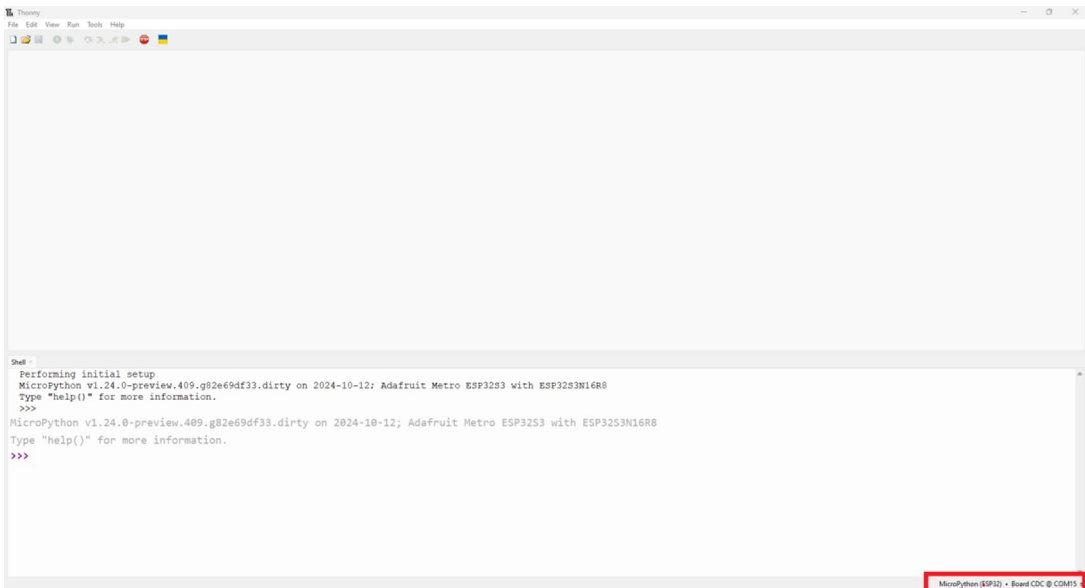 Thonny
File Edit View Run Tools Help
STOP
Shell
Performing initial setup
MicroPython v1.24.0-preview.409.g82e69df33.dirty on 2024-10-12; Adafruit Metro ESP32S3 with ESP32S3N16R8
Type "help()" for more information.
>>>
MicroPython v1.24.0-preview.409.g82e69df33.dirty on 2024-10-12; Adafruit Metro ESP32S3 with ESP32S3N16R8
Type "help()" for more information.
>>>
MicroPython (ESP32) • Board CDC @ COM15